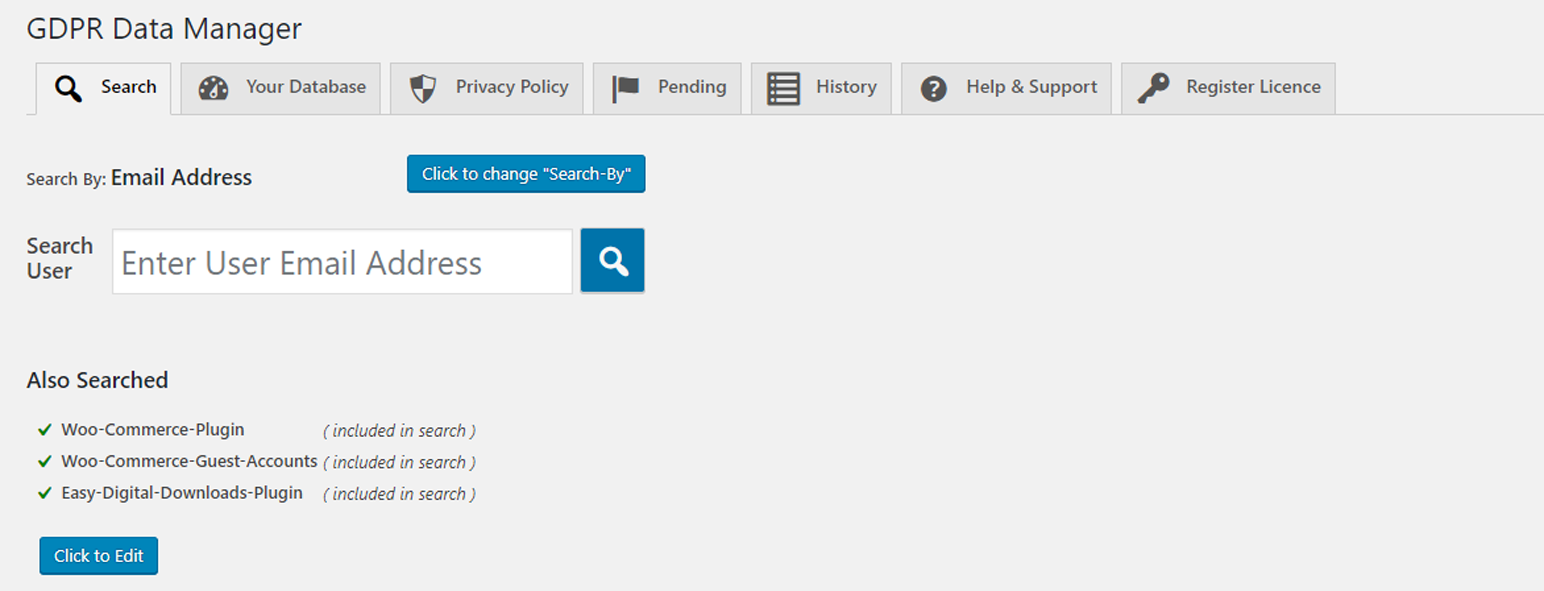 GDPR Data Manager
Search Your Database Privacy Policy Pending History Help & Support Register Licence
Search By: Email Address Click to change "Search-By"
Search
User
Enter User Email Address
Also Searched
Woo-Commerce-Plugin ( included in search )
Woo-Commerce-Guest-Accounts ( included in search )
Easy-Digital-Downloads-Plugin ( included in search )
Click to Edit